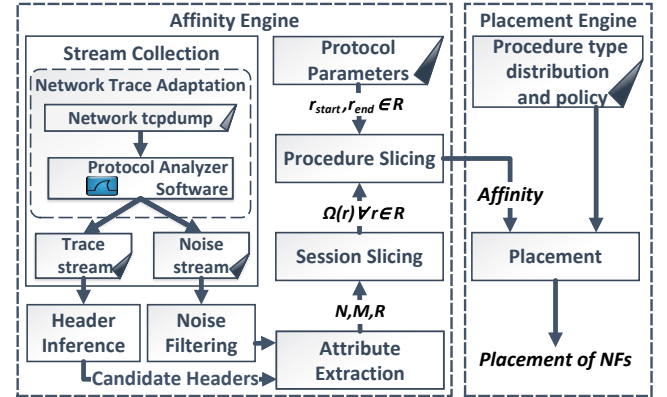 Affinity Engine
Stream Collection
Network Trace Adaptation
Network tcpdump
Protocol Analyzer
Software
Trace
stream
Noise
stream
Header
Inference
Noise
Filtering
Candidate Headers
Protocol
Parameters
r_start,r_end ∈R
Procedure Slicing
Ω(r)∀r∈R
Session Slicing
N,M,R
Attribute
Extraction
Placement Engine
Procedure type
distribution
and policy
Affinity
Placement
Placement of NFs